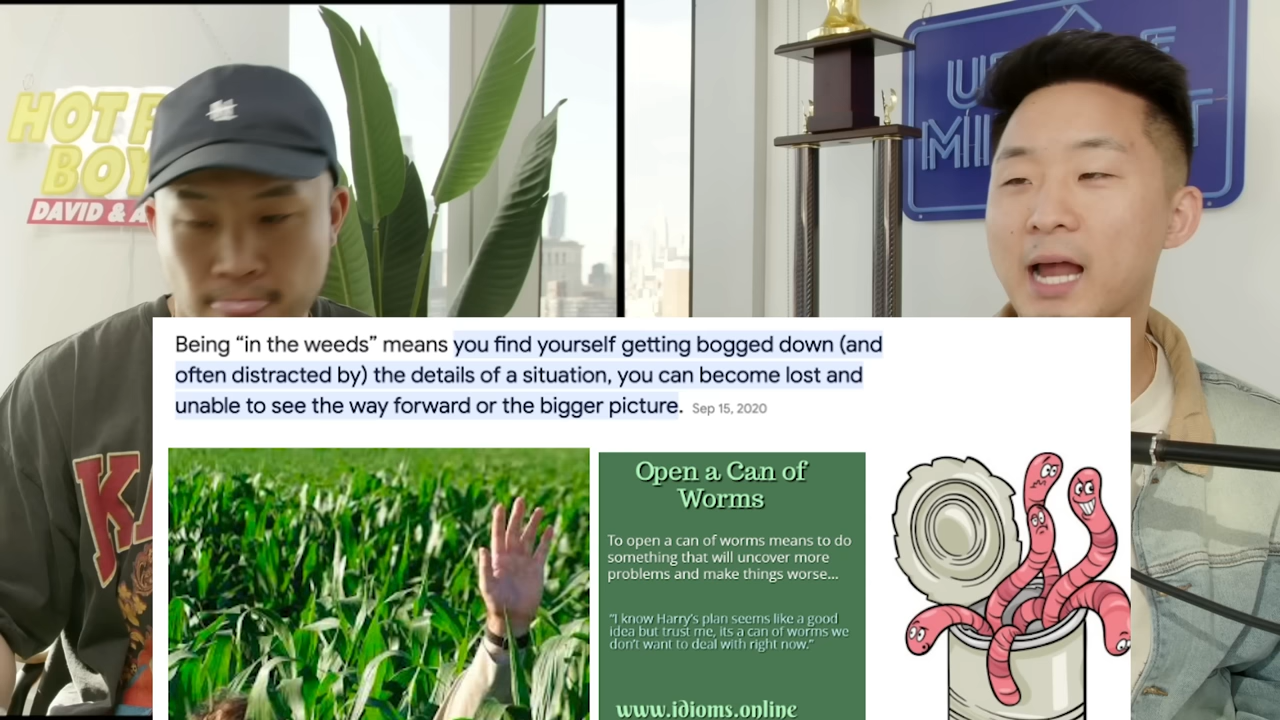 HOT P
BOY
DAVID & A
U
E
MI
T
KA
Being “in the weeds” means you find yourself getting bogged down (and
often distracted by) the details of a situation, you can become lost and
unable to see the way forward or the bigger picture. Sep 15, 2020
Open a Can of
Worms
To open a can of worms means to do
something that will uncover more
problems and make things worse...
"I know Harry's plan seems like a good
idea but trust me, its a can of worms we
don't want to deal with right now."
www.idioms.online